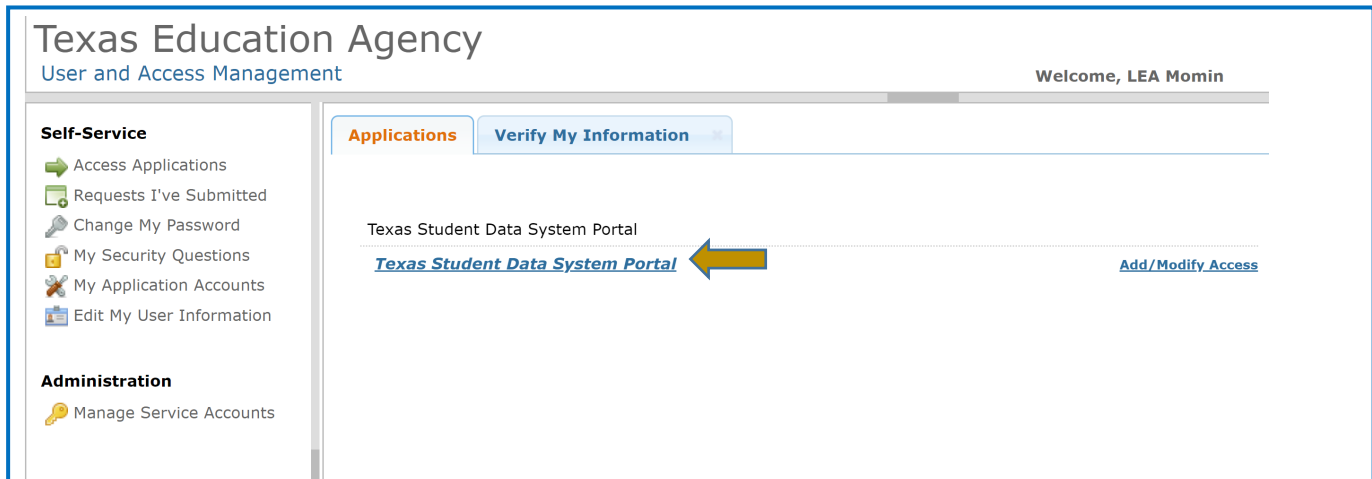 Texas Education Agency
User and Access Management
Welcome, LEA Momin
Self-Service
Access Applications
Requests I've Submitted
Change My Password
My Security Questions
My Application Accounts
Edit My User Information
Administration
Manage Service Accounts
Applications
Verify My Information
Texas Student Data System Portal
Texas Student Data System Portal
Add/Modify Access